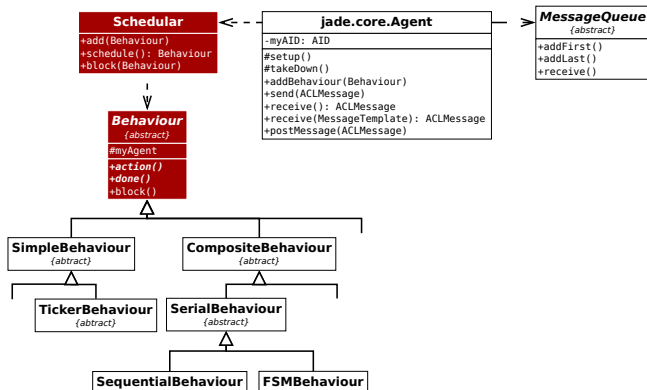 Schedular
+add(Behaviour)
+schedule(): Behaviour
+block(Behaviour)
jade.core.Agent
-myAID: AID
#setup()
#takeDown()
+addBehaviour(Behaviour)
+send(ACLMessage)
+receive(): ACLMessage
+receive(MessageTemplate): ACLMessage
+postMessage(ACLMessage)
MessageQueue
{abstract}
+addFirst()
+addLast()
+receive()
Behaviour
{abstract}
#myAgent
+action()
+done()
+block()
SimpleBehaviour
{abtract}
CompositeBehaviour
{abtract}
TickerBehaviour
{abtract}
SerialBehaviour
{abstract}
SequentialBehaviour
FSMBehaviour